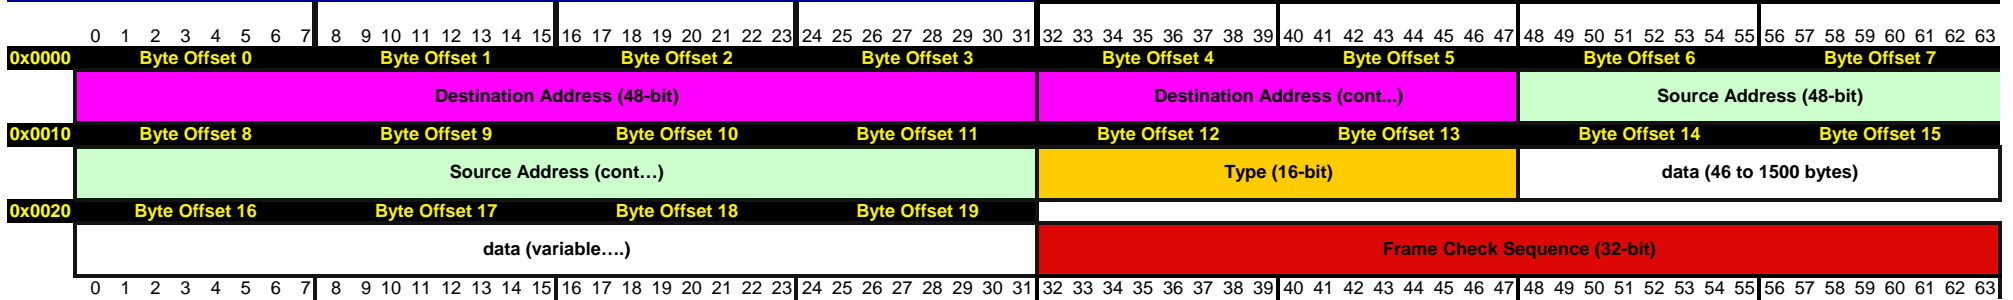 0 1 2 3 4 5 6 7 8 9 10 11 12 13 14 15 16 17 18 19 20 21 22 23 24 25 26 27 28 29 30 31 32 33 34 35 36 37 38 39 40 41 42 43 44 45 46 47 48 49 50 51 52 53 54 55 56 57 58 59 60 61 62 63
0x0000 Byte Offset 0 Byte Offset 1 Byte Offset 2 Byte Offset 3 Byte Offset 4 Byte Offset 5 Byte Offset 6 Byte Offset 7
Destination Address (48-bit) Destination Address (cont...) Source Address (48-bit)
0x0010 Byte Offset 8 Byte Offset 9 Byte Offset 10 Byte Offset 11 Byte Offset 12 Byte Offset 13 Byte Offset 14 Byte Offset 15
Source Address (cont…) Type (16-bit) data (46 to 1500 bytes)
0x0020 Byte Offset 16 Byte Offset 17 Byte Offset 18 Byte Offset 19
data (variable….) Frame Check Sequence (32-bit)
0 1 2 3 4 5 6 7 8 9 10 11 12 13 14 15 16 17 18 19 20 21 22 23 24 25 26 27 28 29 30 31 32 33 34 35 36 37 38 39 40 41 42 43 44 45 46 47 48 49 50 51 52 53 54 55 56 57 58 59 60 61 62 63